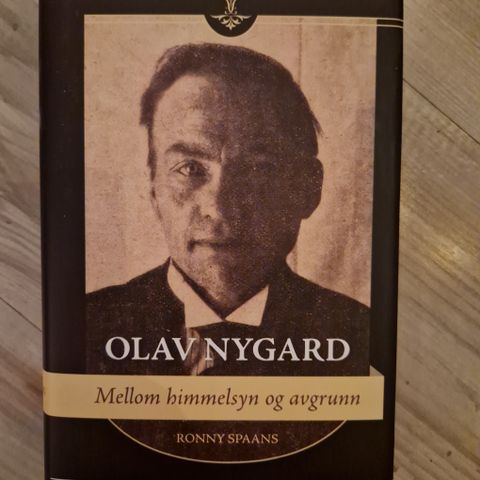 OLAV NYGARD
Mellom himmelsyn og avgrunn
RONNY SPAANS